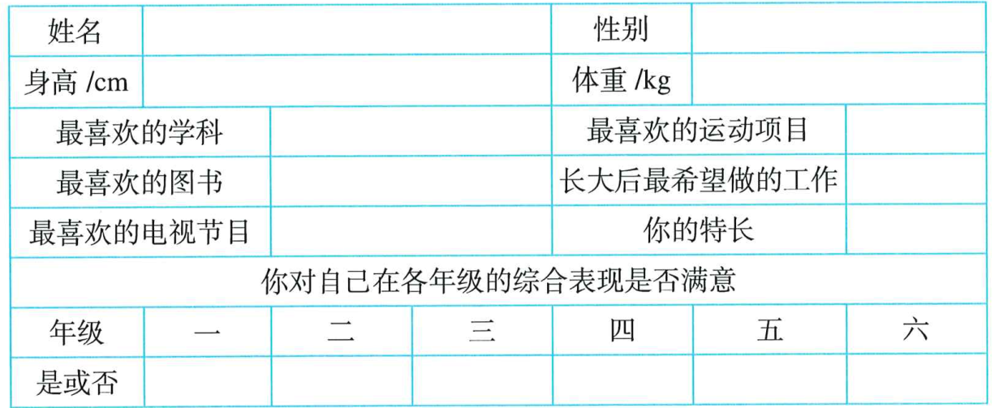 姓名 性别
身高 /cm 体重 /kg
最喜欢的学科 最喜欢的运动项目
最喜欢的图书 长大后最希望做的工作
最喜欢的电视节目 你的特长
你对自己在各年级的综合表现是否满意
年级 一 二 三 四 五 六
是或否